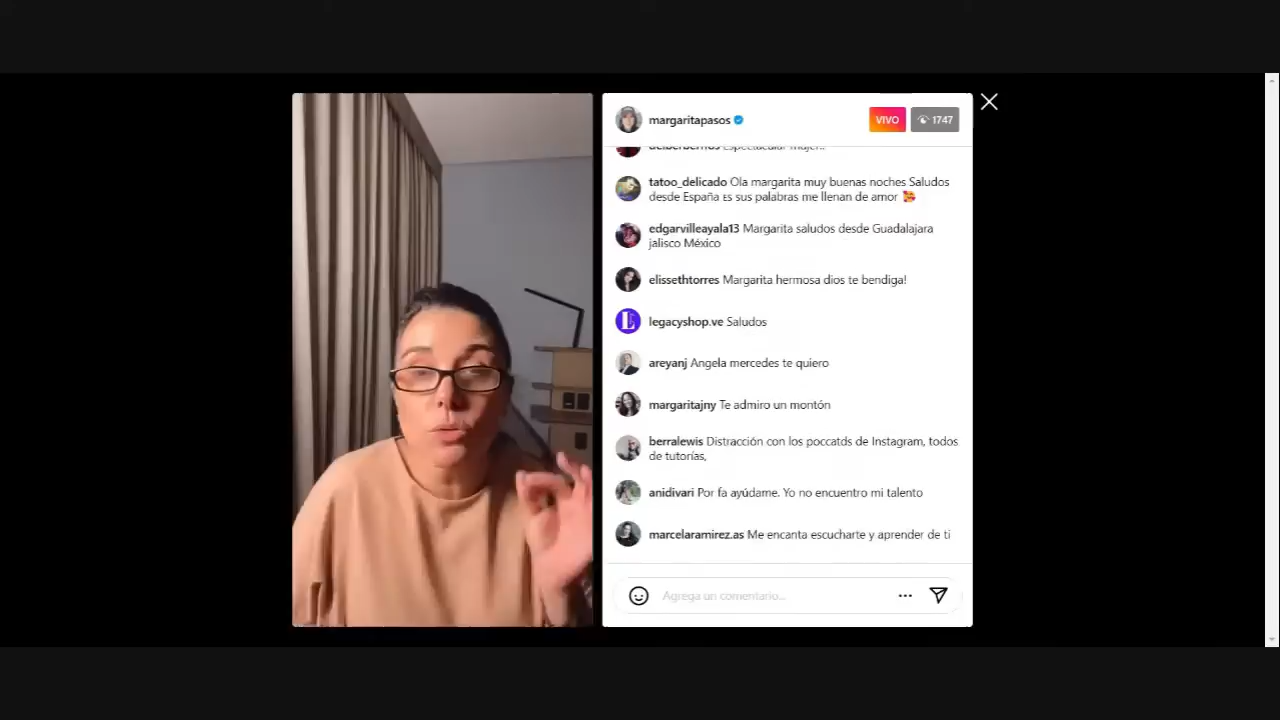 margaritapasos
VIVO
1747
delberberrios Espectacular mujer..
tatoo_delicado Ola margarita muy buenas noches Saludos
desde España Es sus palabras me llenan de amor 🥰
edgarvilleayala13 Margarita saludos desde Guadalajara
jalisco México
elissethtorres Margarita hermosa dios te bendiga!
legacyshop.ve Saludos
areyanj Angela mercedes te quiero
margaritajny Te admiro un montón
berralewis Distracción con los poccatds de Instagram, todos
de tutorías,
anidivari Por fa ayúdame. Yo no encuentro mi talento
marcelaramirez.as Me encanta escucharte y aprender de ti
Agrega un comentario...